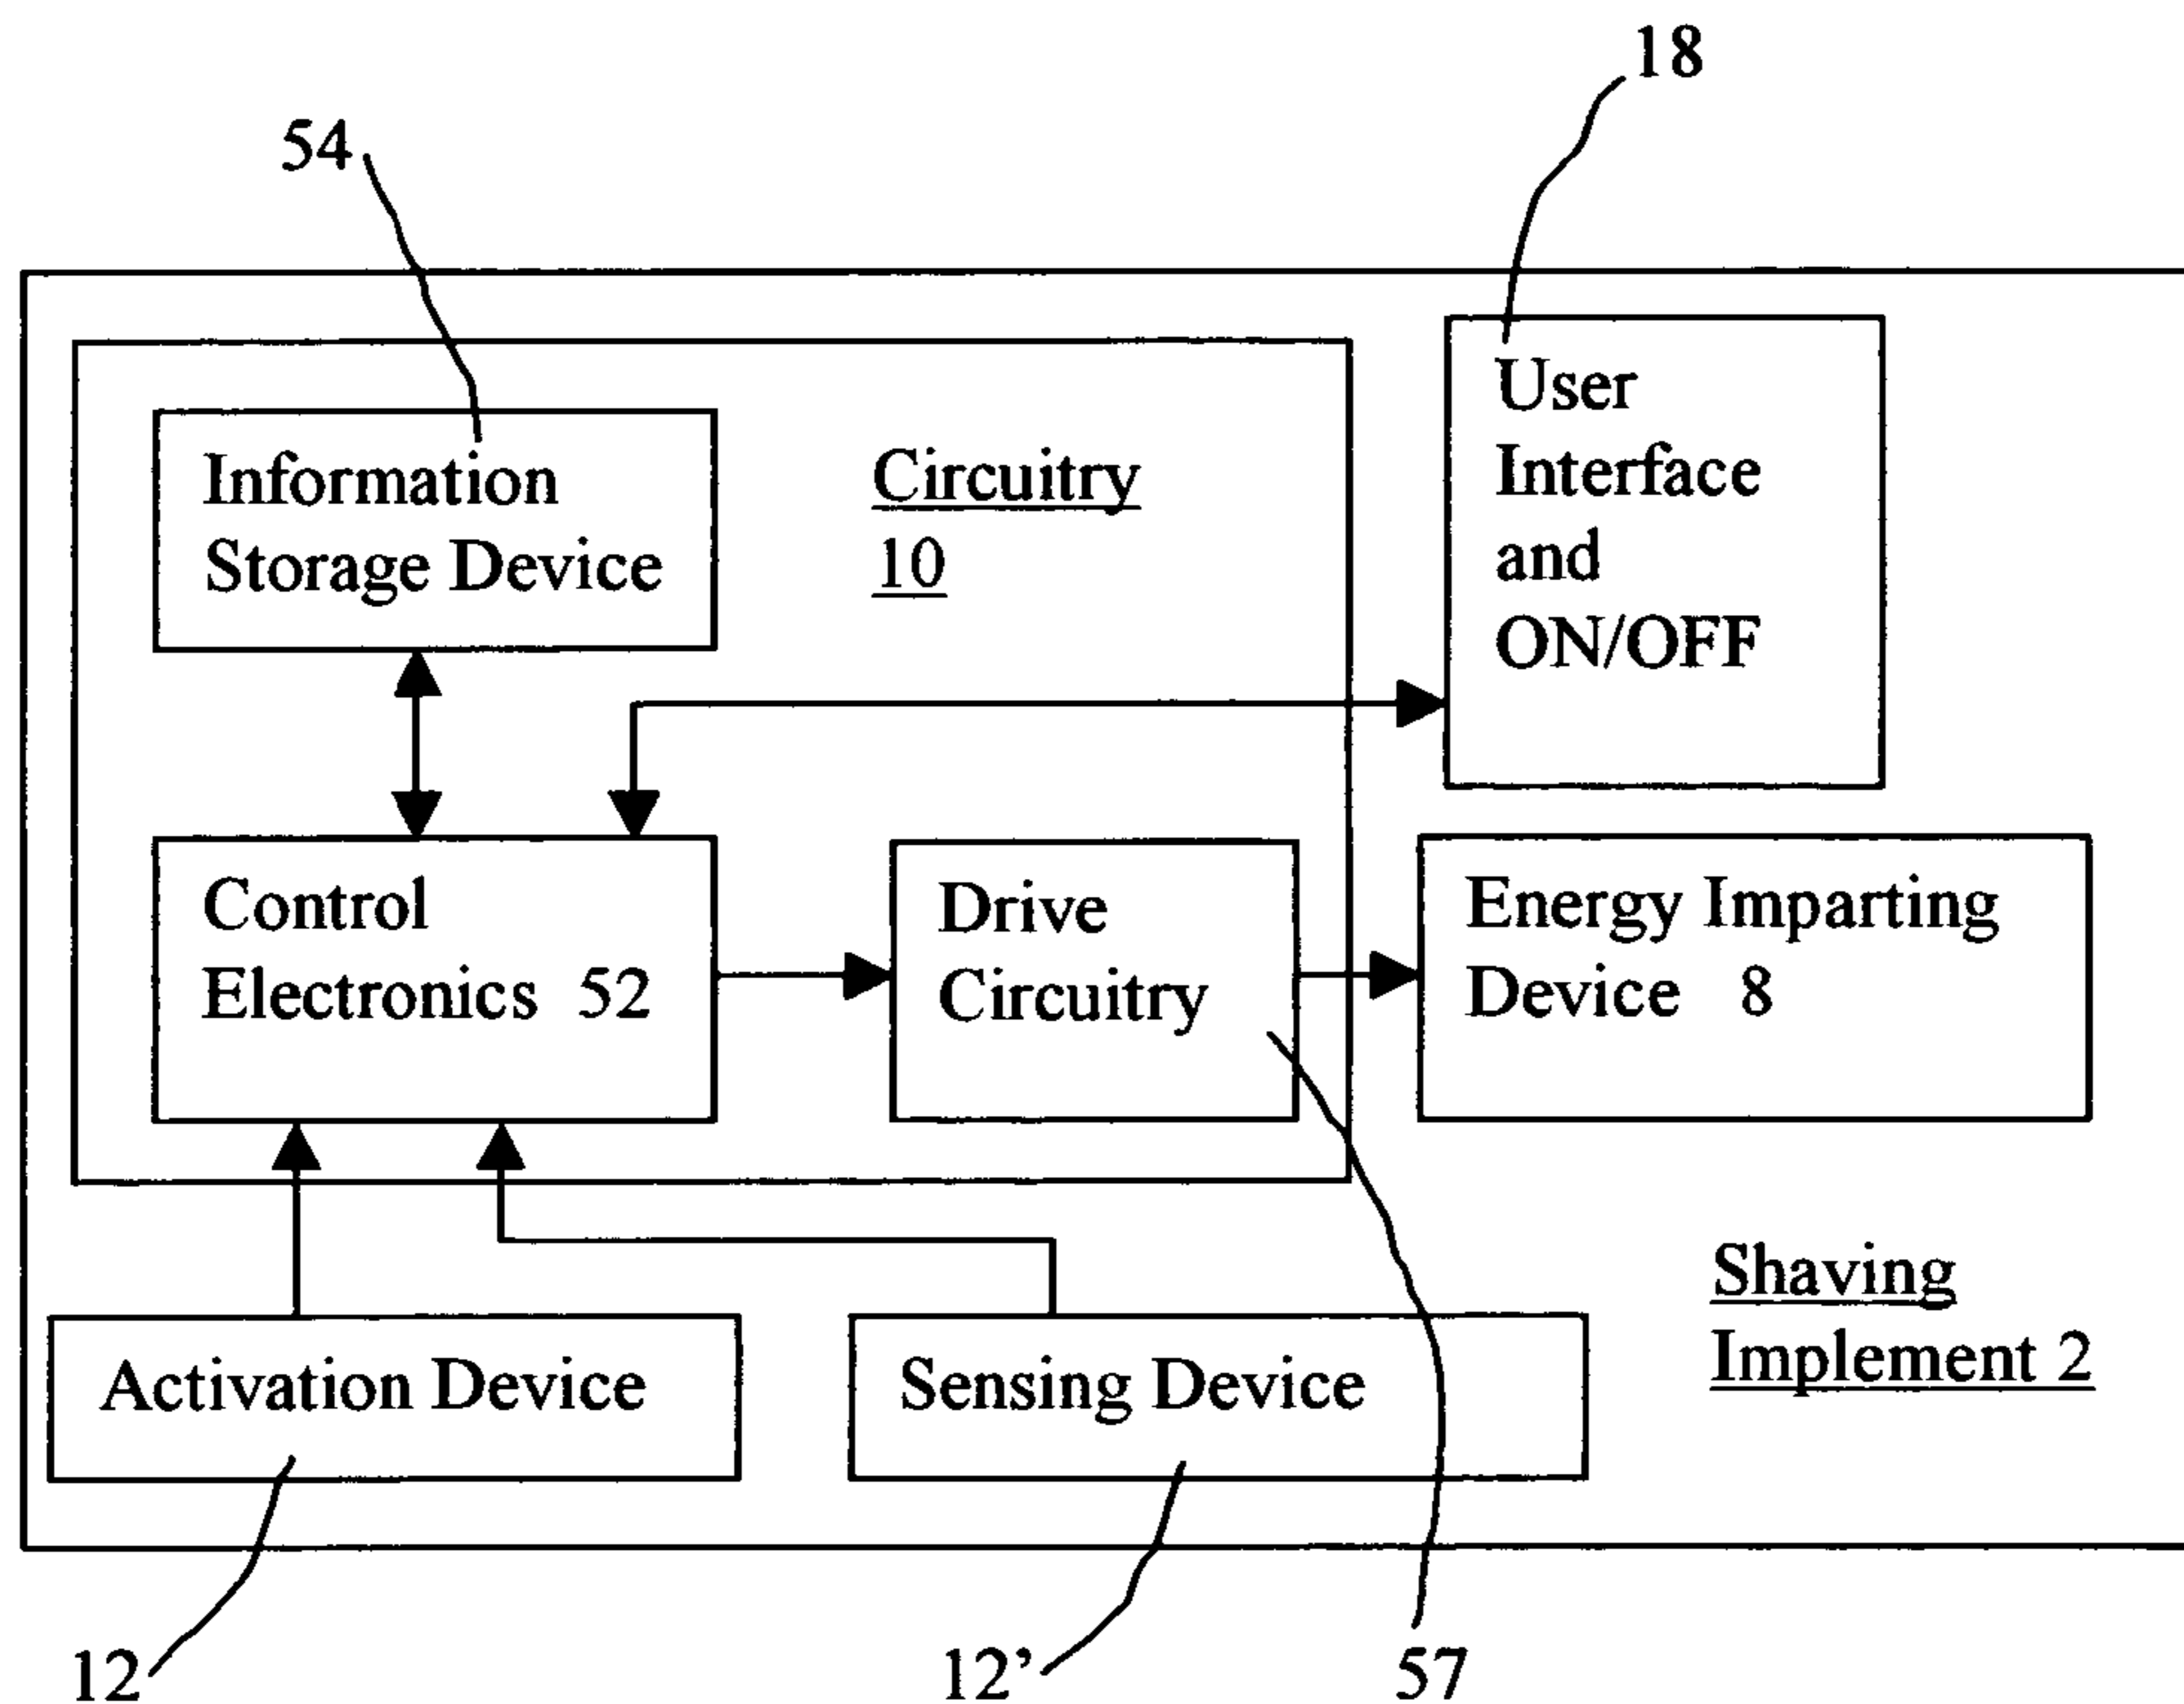 18
54
User
Interface
and
ON/OFF
Information
Storage Device
Circuitry
10
Control
Electronics 52
Drive
Circuitry
Energy Imparting
Device 8
Shaving
Implement 2
Activation Device
Sensing Device
12
12’
57